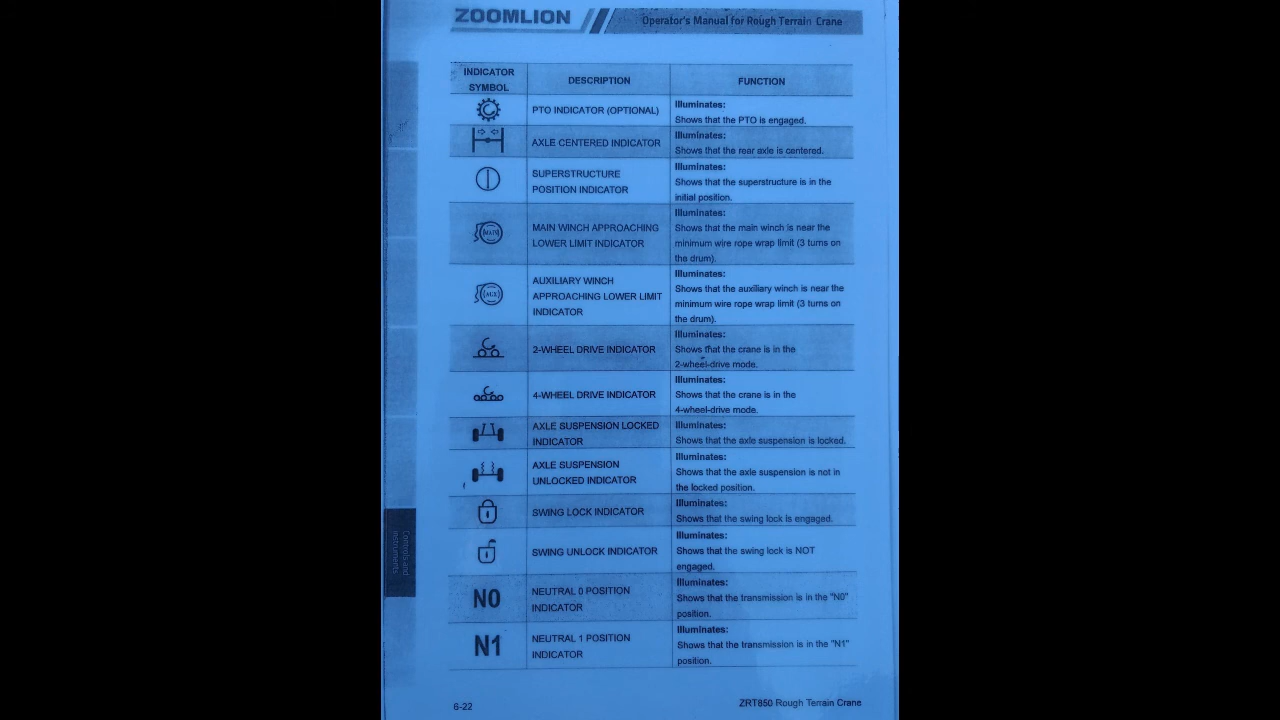 ZOOMLION
Operator's Manual for Rough Terrain Crane
INDICATOR
SYMBOL
DESCRIPTION
FUNCTION
PTO INDICATOR (OPTIONAL)
Illuminates:
Shows that the PTO is engaged.
AXLE CENTERED INDICATOR
Illuminates:
Shows that the rear axle is centered.
SUPERSTRUCTURE
POSITION INDICATOR
Illuminates:
Shows that the superstructure is in the
initial position.
MAIN
MAIN WINCH APPROACHING
LOWER LIMIT INDICATOR
Illuminates:
Shows that the main winch is near the
minimum wire rope wrap limit (3 turns on
the drum).
AUX
AUXILIARY WINCH
APPROACHING LOWER LIMIT
INDICATOR
Illuminates:
Shows that the auxiliary winch is near the
minimum wire rope wrap limit (3 turns on
the drum).
2-WHEEL DRIVE INDICATOR
Illuminates:
Shows that the crane is in the
2-wheel-drive mode.
4-WHEEL DRIVE INDICATOR
Illuminates:
Shows that the crane is in the
4-wheel-drive mode.
AXLE SUSPENSION LOCKED
INDICATOR
Illuminates:
Shows that the axle suspension is locked.
AXLE SUSPENSION
UNLOCKED INDICATOR
Illuminates:
Shows that the axle suspension is not in
the locked position.
SWING LOCK INDICATOR
Illuminates:
Shows that the swing lock is engaged.
SWING UNLOCK INDICATOR
Illuminates:
Shows that the swing lock is NOT
engaged.
N0
NEUTRAL 0 POSITION
INDICATOR
Illuminates:
Shows that the transmission is in the "N0"
position.
N1
NEUTRAL 1 POSITION
INDICATOR
Illuminates:
Shows that the transmission is in the "N1"
position.
Controls and
Instruments
6-22
ZRT850 Rough Terrain Crane